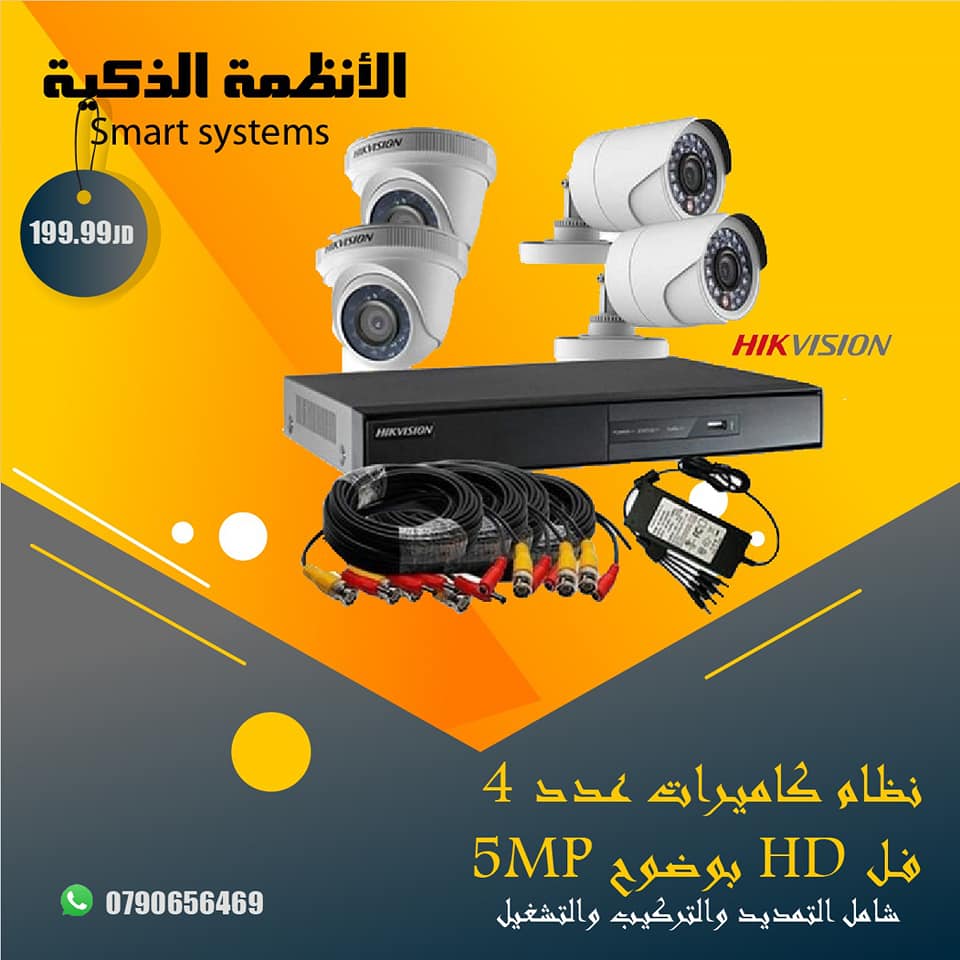 الأنظمة الذكية
Smart systems
199.99JD
HIKVISION
HIKVISION
HIKVISION
HIKVISION
نظام كاميرات عدد 4
فل HD بوضوح 5MP
شامل التمديد والتركيب والتشغيل
0790656469